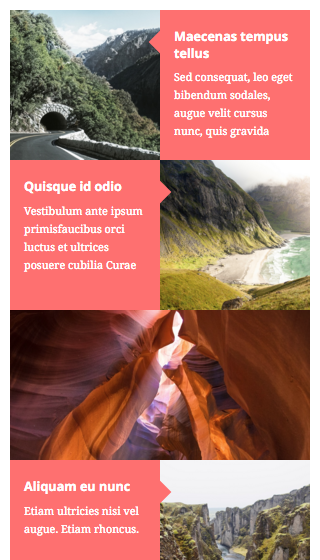 Maecenas tempus
tellus
Sed consequat, leo eget
bibendum sodales,
augue velit cursus
nunc, quis gravida
Quisque id odio
Vestibulum ante ipsum
primisfaucibus orci
luctus et ultrices
posuere cubilia Curae
Aliquam eu nunc
Etiam ultricies nisi vel
augue. Etiam rhoncus.